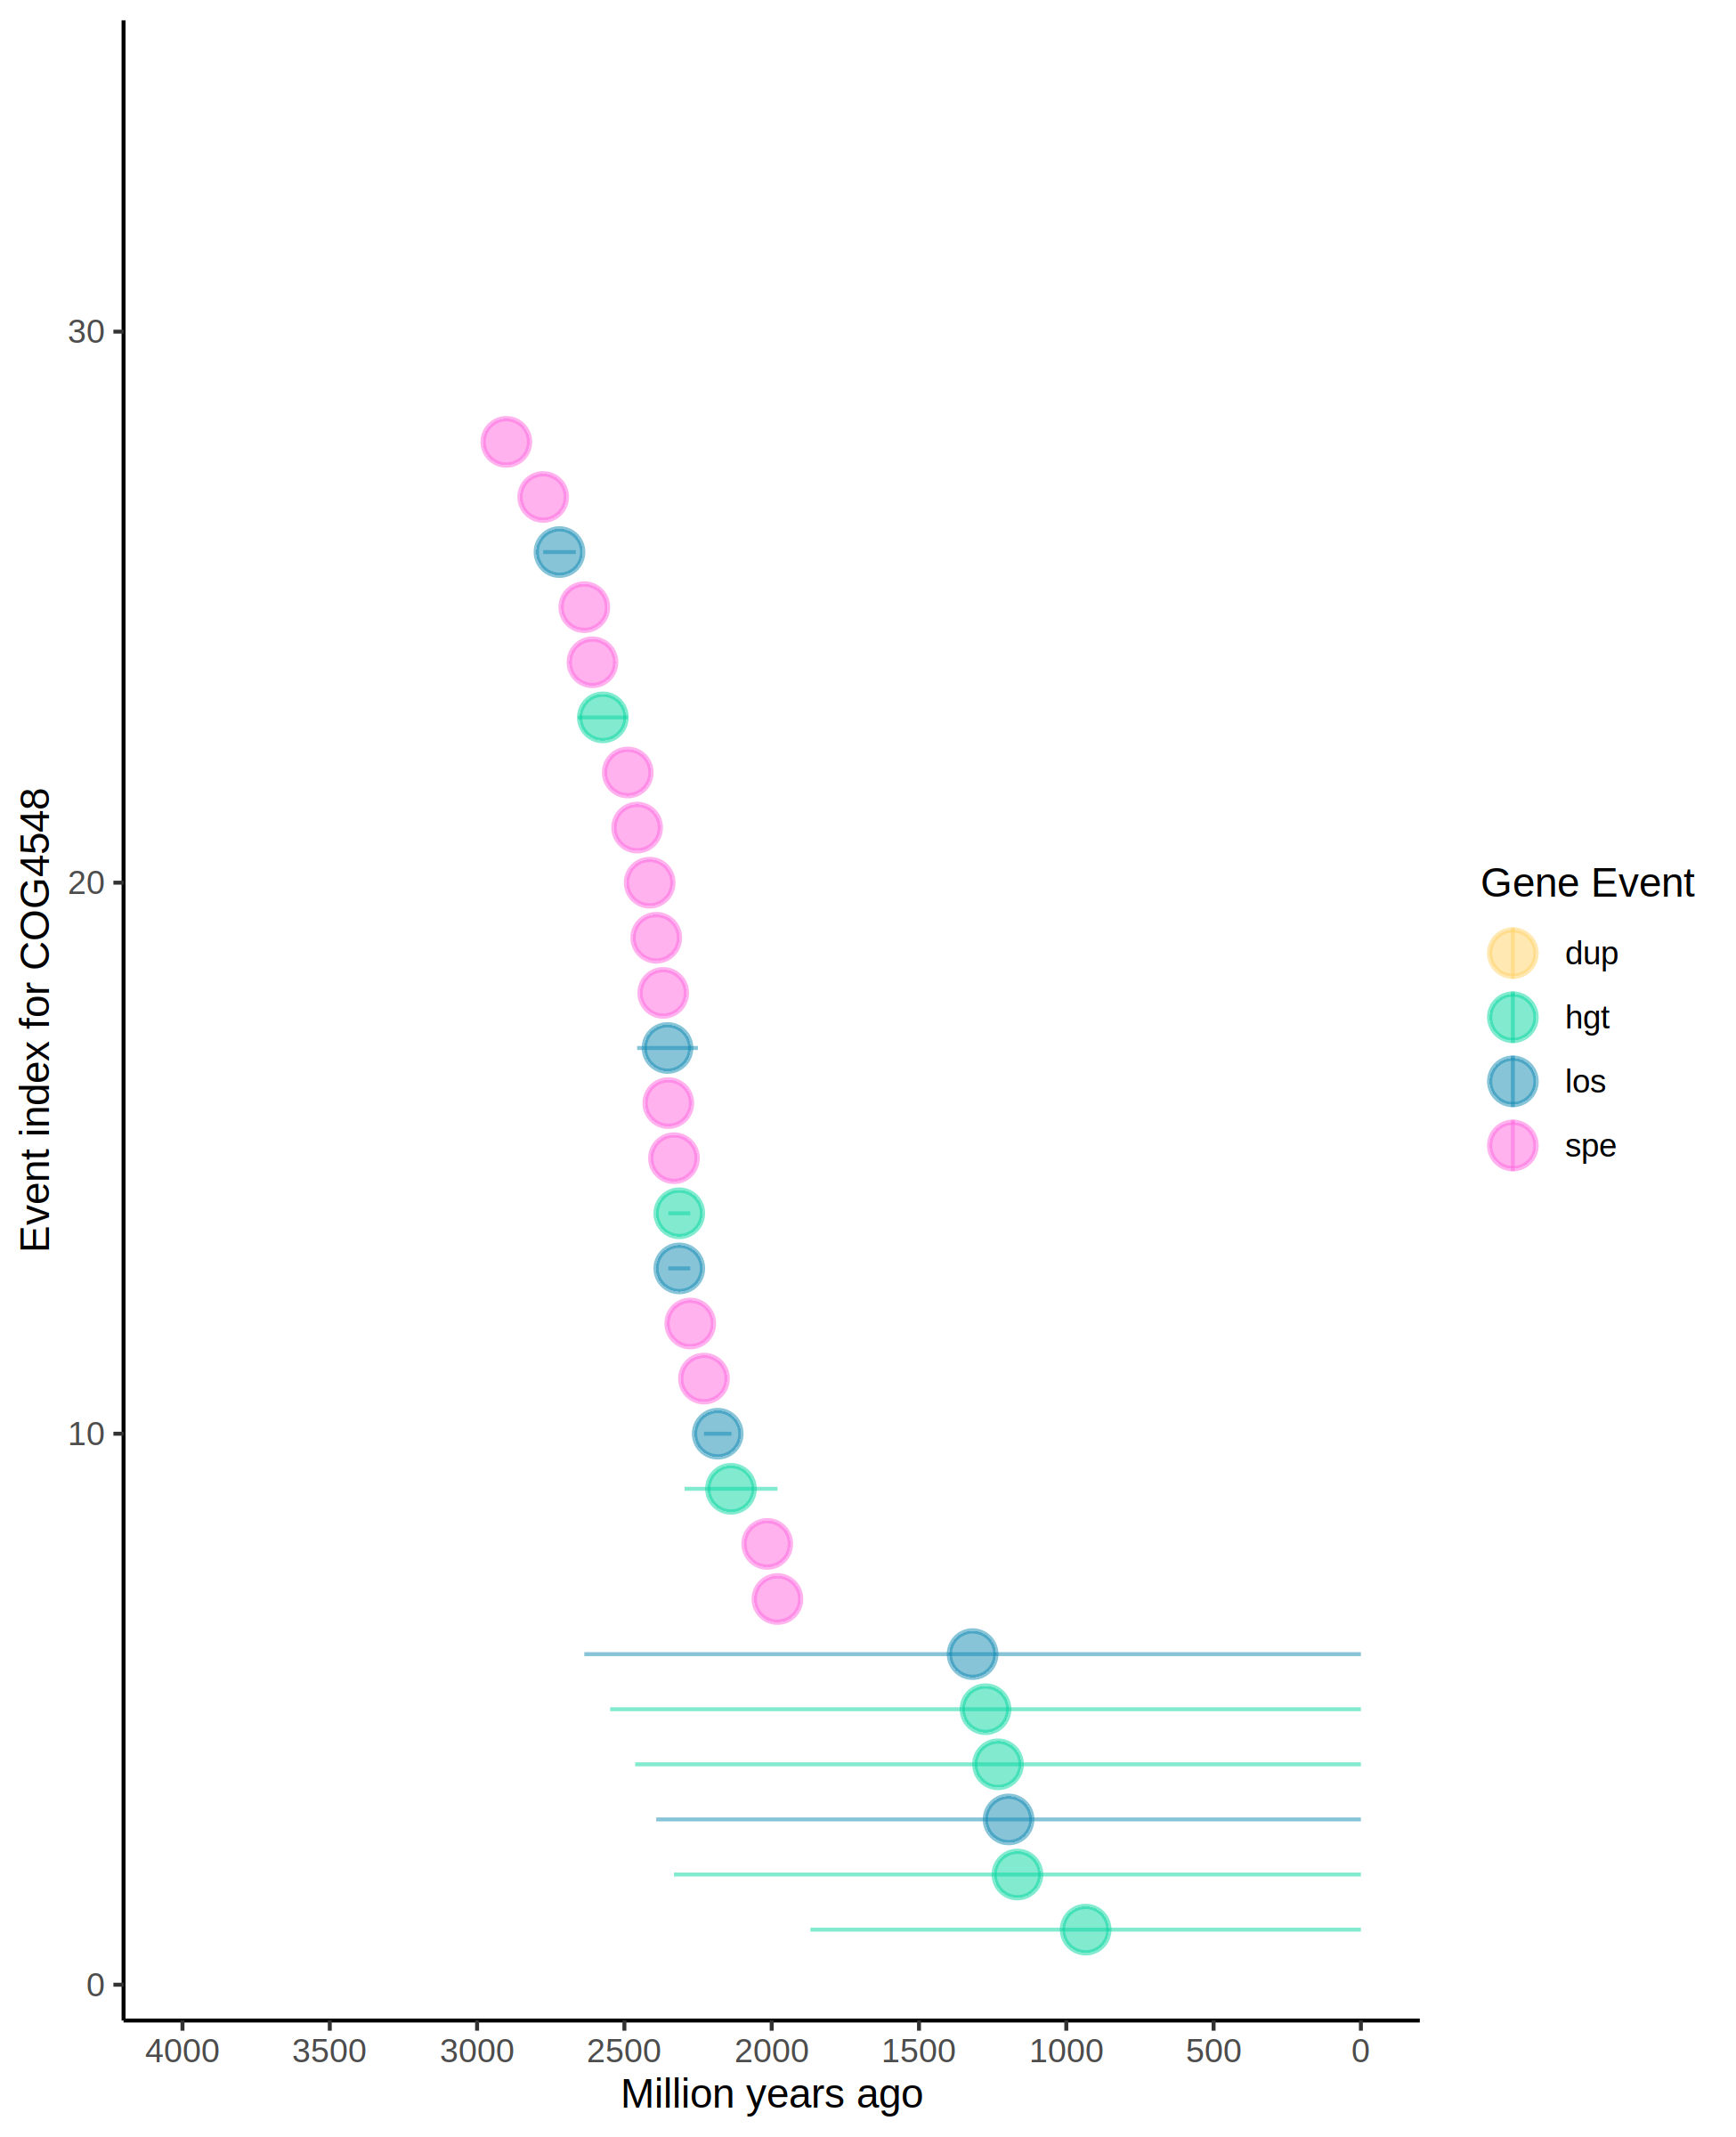 30
20
10
0
Event index for COG4548
4000 3500 3000 2500 2000 1500 1000 500 0
Million years ago
Gene Event
dup
hgt
los
spe